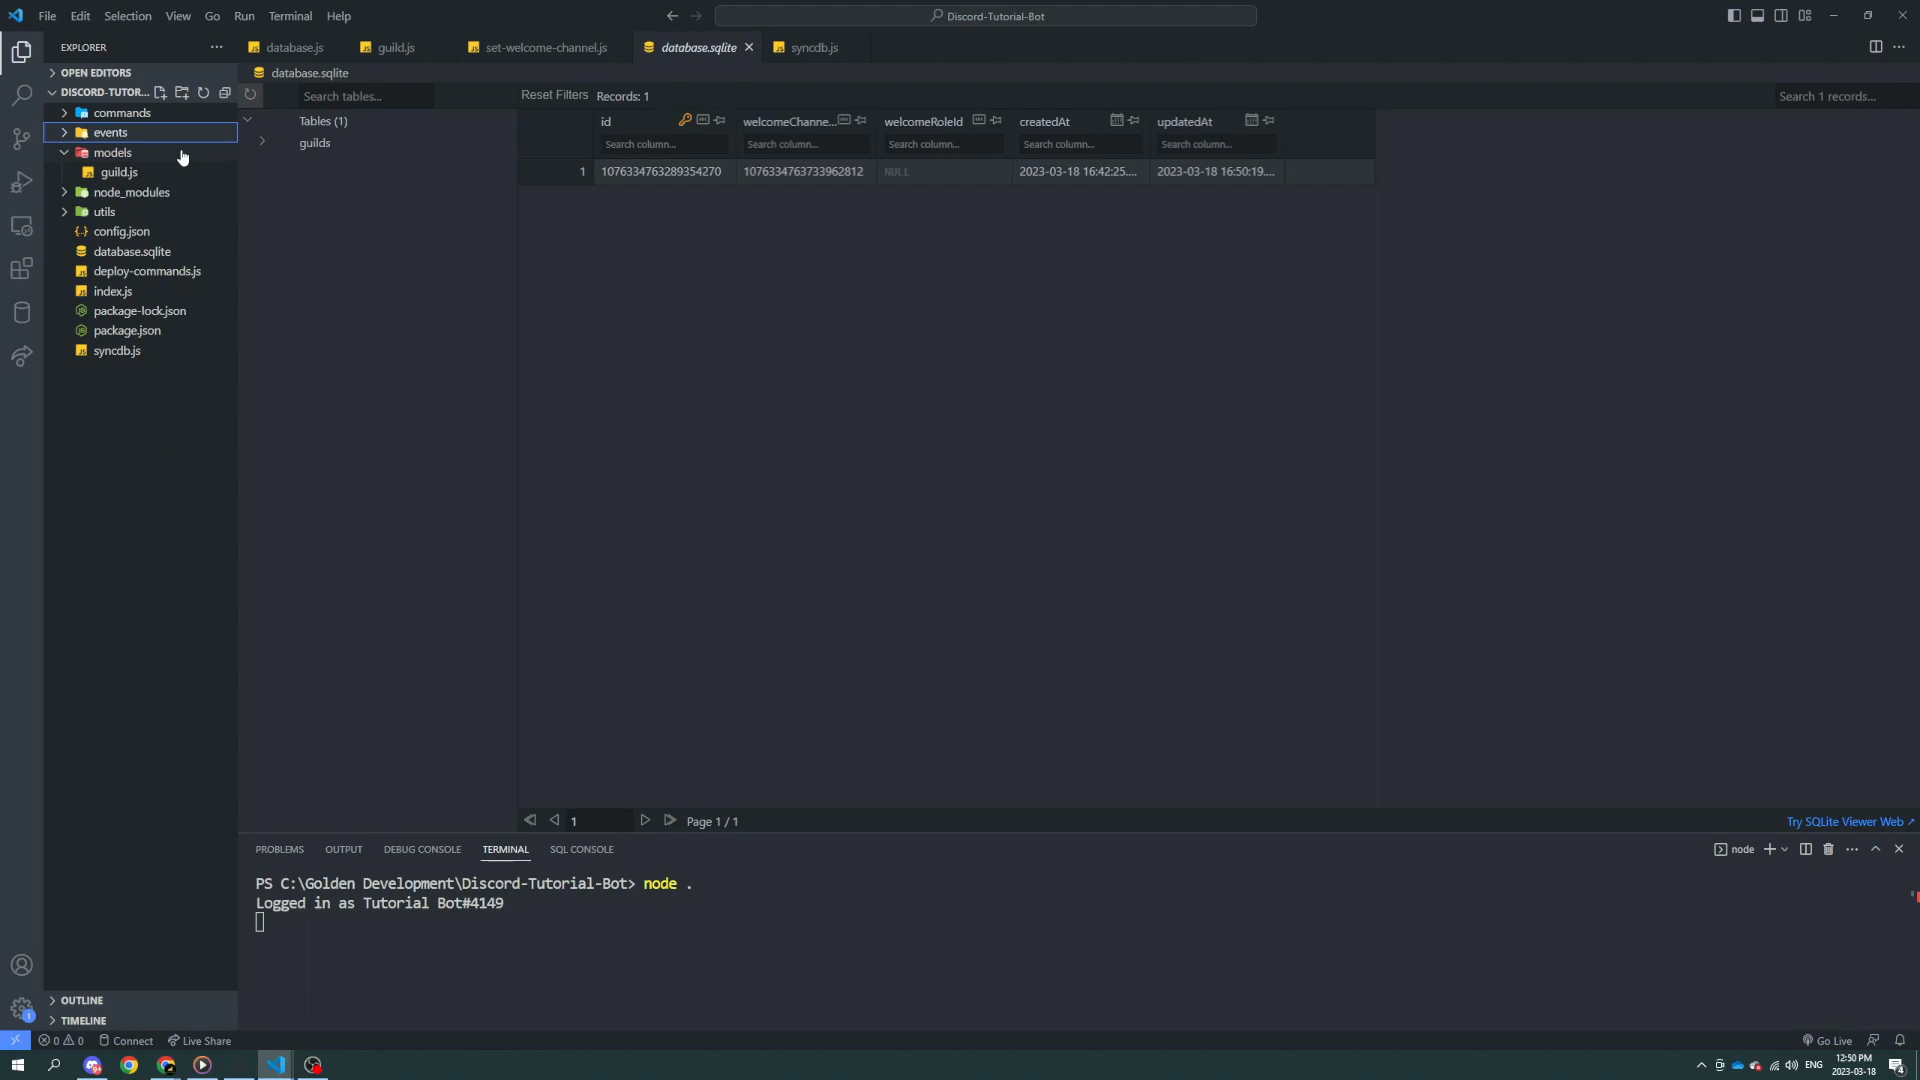 File Edit Selection View Go Run Terminal Help
Discord-Tutorial-Bot
EXPLORER
database.js
guild.js
set-welcome-channel.js
database.sqlite
syncdb.js
OPEN EDITORS
database.sqlite
DISCORD-TUTOR...
commands
events
models
guild.js
node_modules
utils
config.json
database.sqlite
deploy-commands.js
index.js
package-lock.json
package.json
syncdb.js
OUTLINE
TIMELINE
Search tables...
Tables (1)
guilds
Reset Filters Records: 1
Search 1 records...
id welcomeChanne... welcomeRoleId createdAt updatedAt
Search column... Search column... Search column... Search column... Search column...
1 1076334763289354270 1076334763733962812 NULL 2023-03-18 16:42:25.... 2023-03-18 16:50:19....
1 Page 1 / 1
Try SQLite Viewer Web
PROBLEMS OUTPUT DEBUG CONSOLE TERMINAL SQL CONSOLE
node
PS C:\Golden Development\Discord-Tutorial-Bot> node .
Logged in as Tutorial Bot#4149
1
0 0 Connect Live Share
Go Live
ENG
12:50 PM
2023-03-18
4